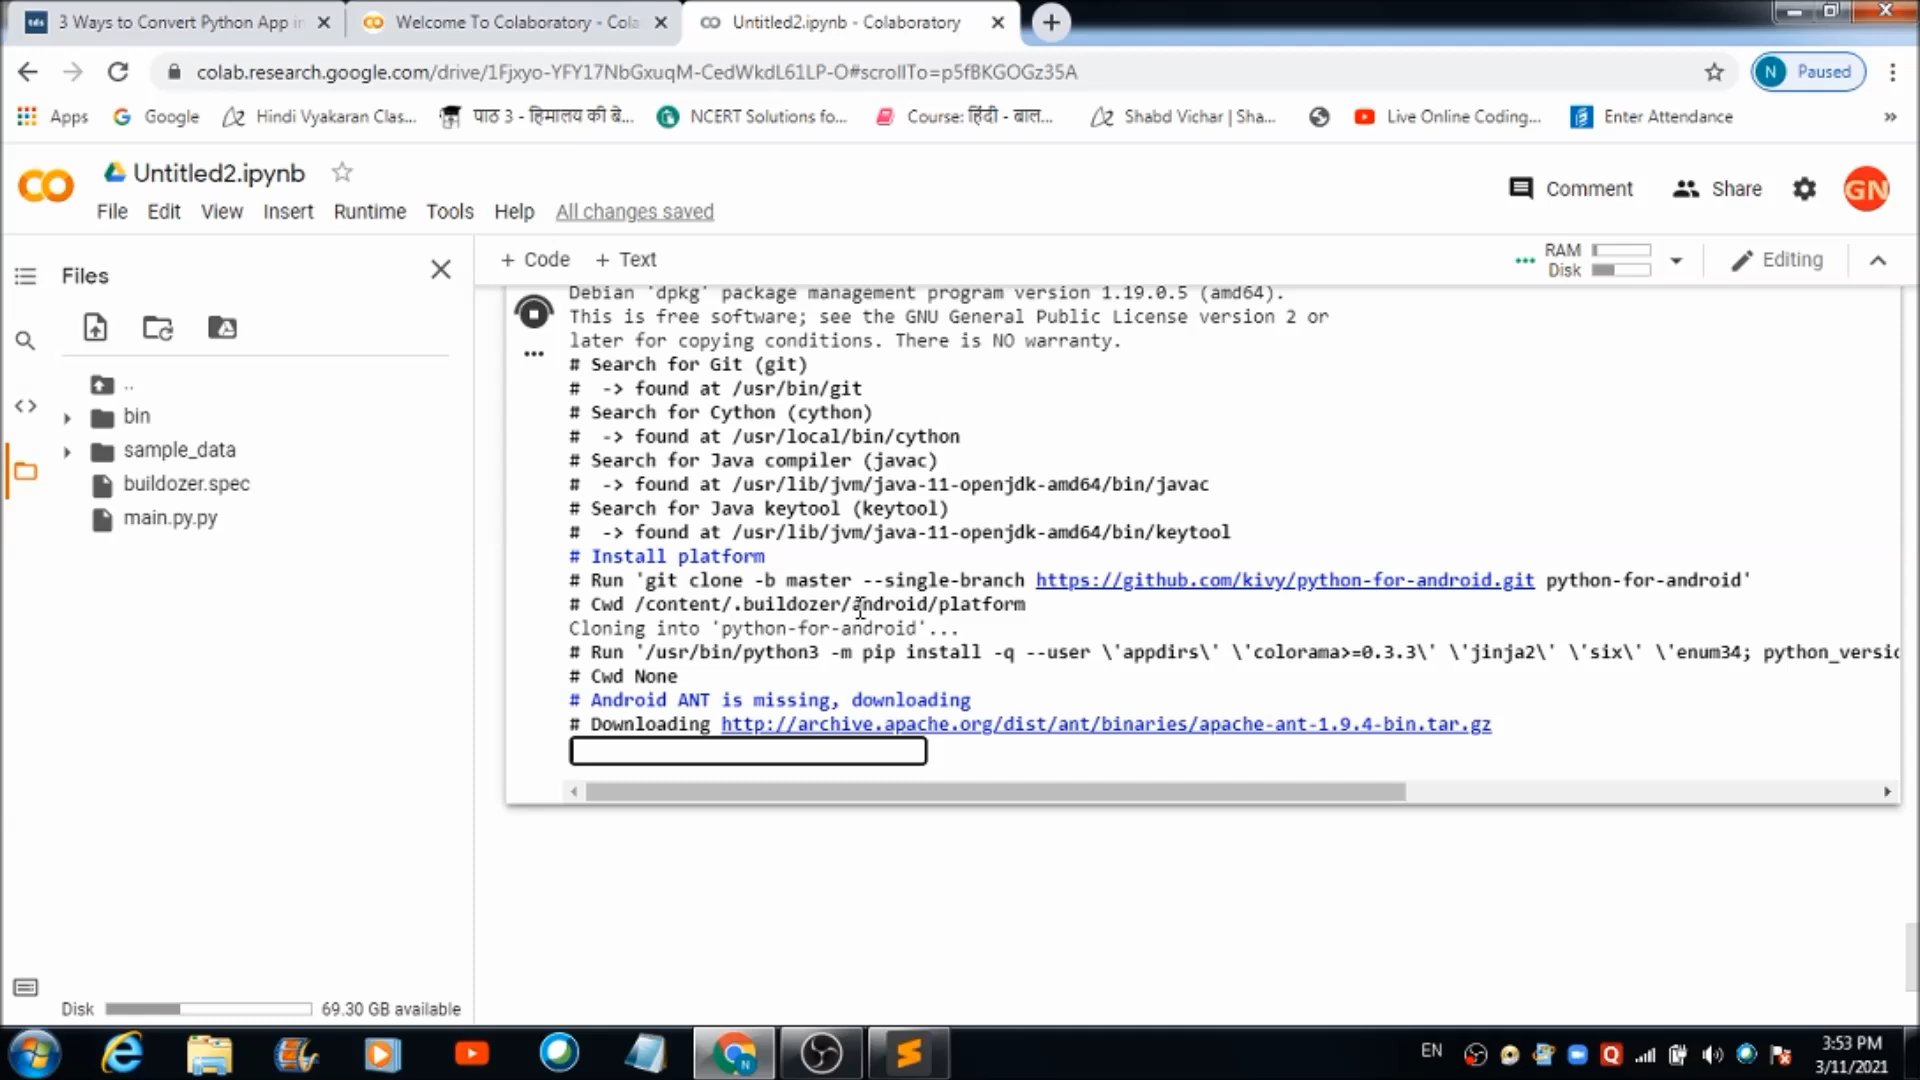 3 Ways to Convert Python App in
Welcome To Colaboratory - Cola
Untitled2.ipynb - Colaboratory
colab.research.google.com/drive/1Fjxyo-YFY17NbGxuqM-CedWkdL61LP-O#scrollTo=p5fBKGOGz35A
N Paused
Apps
Google
Hindi Vyakaran Clas...
पाठ 3 - हिमालय की बे...
NCERT Solutions fo...
Course: हिंदी - बाल...
Shabd Vichar | Sha...
Live Online Coding...
Enter Attendance
»
CO
Untitled2.ipynb
Comment
Share
GN
File Edit View Insert Runtime Tools Help All changes saved
Files
+ Code + Text
RAM
Disk
Editing
..
bin
sample_data
buildozer.spec
main.py.py
Debian 'dpkg' package management program version 1.19.0.5 (amd64).
This is free software; see the GNU General Public License version 2 or
later for copying conditions. There is NO warranty.
# Search for Git (git)
#  -> found at /usr/bin/git
# Search for Cython (cython)
#  -> found at /usr/local/bin/cython
# Search for Java compiler (javac)
#  -> found at /usr/lib/jvm/java-11-openjdk-amd64/bin/javac
# Search for Java keytool (keytool)
#  -> found at /usr/lib/jvm/java-11-openjdk-amd64/bin/keytool
# Install platform
# Run 'git clone -b master --single-branch https://github.com/kivy/python-for-android.git python-for-android'
# Cwd /content/.buildozer/android/platform
Cloning into 'python-for-android'...
# Run '/usr/bin/python3 -m pip install -q --user \'appdirs\' \'colorama>=0.3.3\' \'jinja2\' \'six\' \'enum34; python_versio
# Cwd None
# Android ANT is missing, downloading
# Downloading http://archive.apache.org/dist/ant/binaries/apache-ant-1.9.4-bin.tar.gz
Disk 69.30 GB available
EN
3:53 PM
3/11/2021